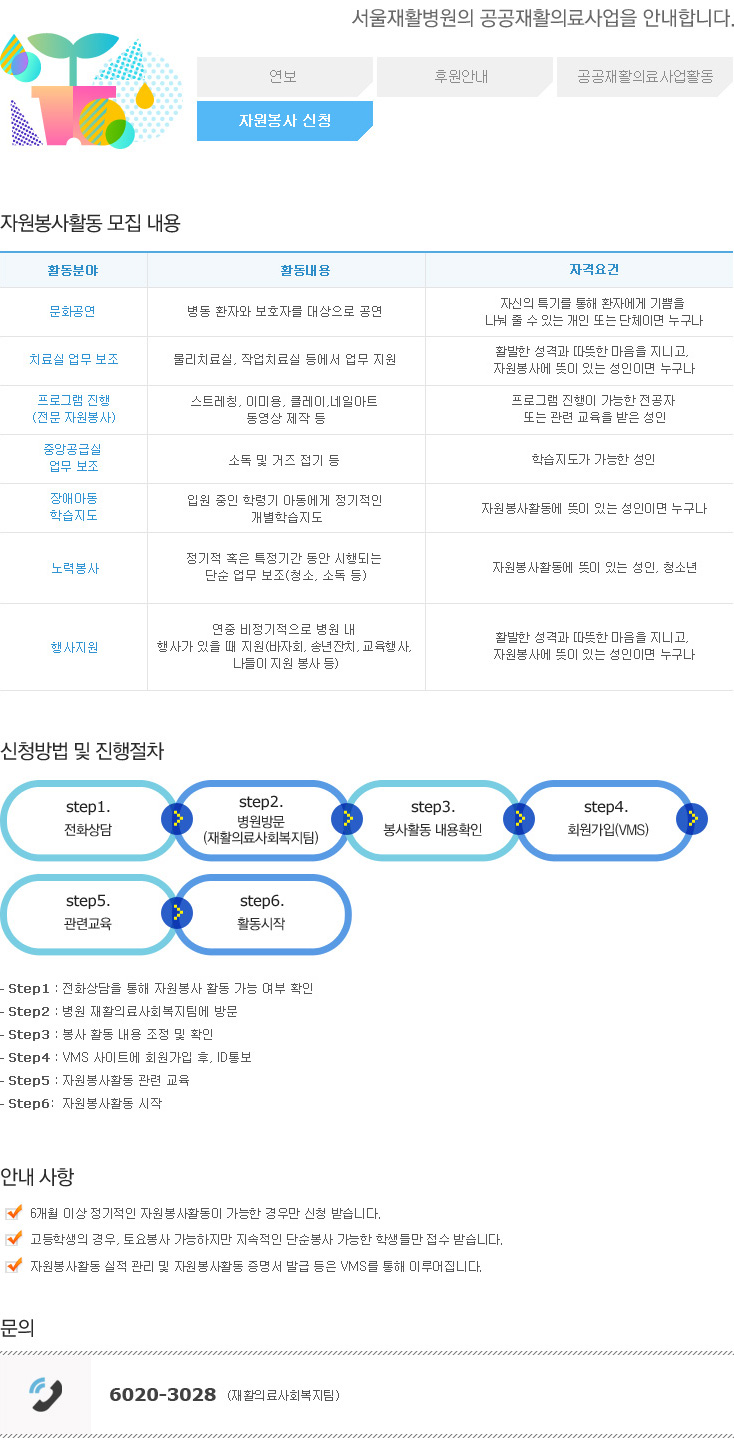 서울재활병원의 공공재활의료사업을 안내합니다.
연보
후원안내
공공재활의료사업활동
자원봉사 신청
자원봉사활동 모집 내용
활동분야 활동내용 자격요건
문화공연
병동 환자와 보호자를 대상으로 공연
자신의 특기를 통해 환자에게 기쁨을
나눠 줄 수 있는 개인 또는 단체이면 누구나
치료실 업무 보조
물리치료실, 작업치료실 등에서 업무 지원
활발한 성격과 따뜻한 마음을 지니고,
자원봉사에 뜻이 있는 성인이면 누구나
프로그램 진행
(전문 자원봉사)
스트레칭, 이미용, 클레이,네일아트
동영상 제작 등
프로그램 진행이 가능한 전공자
또는 관련 교육을 받은 성인
중앙공급실
업무 보조
소독 및 거즈 접기 등
학습지도가 가능한 성인
장애아동
학습지도
입원 중인 학령기 아동에게 정기적인
개별학습지도
자원봉사활동에 뜻이 있는 성인이면 누구나
노력봉사
정기적 혹은 특정기간 동안 시행되는
단순 업무 보조(청소, 소독 등)
자원봉사활동에 뜻이 있는 성인, 청소년
행사지원
연중 비정기적으로 병원 내
행사가 있을 때 지원(바자회, 송년잔치, 교육행사,
나들이 지원 봉사 등)
활발한 성격과 따뜻한 마음을 지니고,
자원봉사에 뜻이 있는 성인이면 누구나
신청방법 및 진행절차
step1.
전화상담
step2.
병원방문
(재활의료사회복지팀)
step3.
봉사활동 내용확인
step4.
회원가입(VMS)
step5.
관련교육
step6.
활동시작
- Step1 : 전화상담을 통해 자원봉사 활동 가능 여부 확인
- Step2 : 병원 재활의료사회복지팀에 방문
- Step3 : 봉사 활동 내용 조정 및 확인
- Step4 : VMS 사이트에 회원가입 후, ID통보
- Step5 : 자원봉사활동 관련 교육
- Step6: 자원봉사활동 시작
안내 사항
6개월 이상 정기적인 자원봉사활동이 가능한 경우만 신청 받습니다.
고등학생의 경우, 토요봉사 가능하지만 지속적인 단순봉사 가능한 학생들만 접수 받습니다.
자원봉사활동 실적 관리 및 자원봉사활동 증명서 발급 등은 VMS를 통해 이루어집니다.
문의
6020-3028 (재활의료사회복지팀)